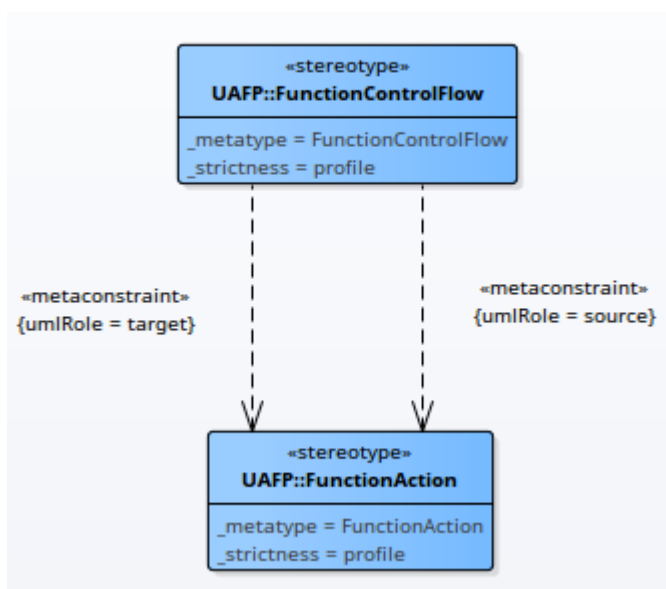 «stereotype»
UAFP::FunctionControlFlow
_metatype = FunctionControlFlow
_strictness = profile
«metaconstraint»
{umlRole = target}
«metaconstraint»
{umlRole = source}
«stereotype»
UAFP::FunctionAction
_metatype = FunctionAction
_strictness = profile